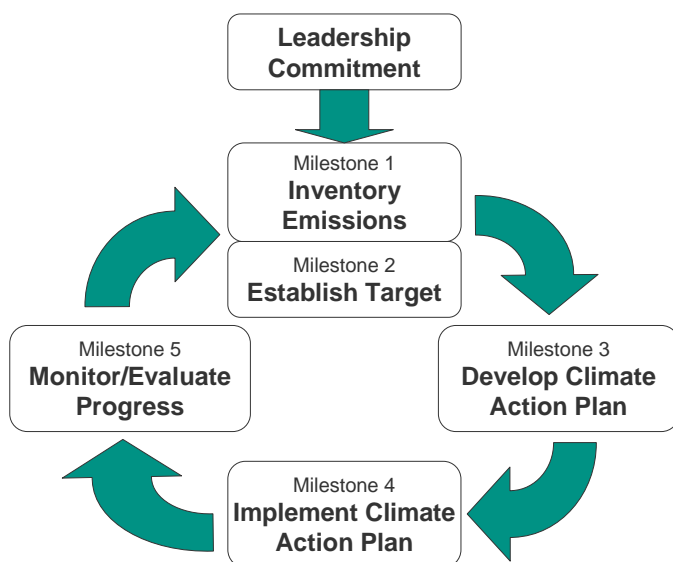 Leadership
Commitment
Milestone 1
Inventory
Emissions
Milestone 2
Establish Target
Milestone 3
Develop Climate
Action Plan
Milestone 4
Implement Climate
Action Plan
Milestone 5
Monitor/Evaluate
Progress